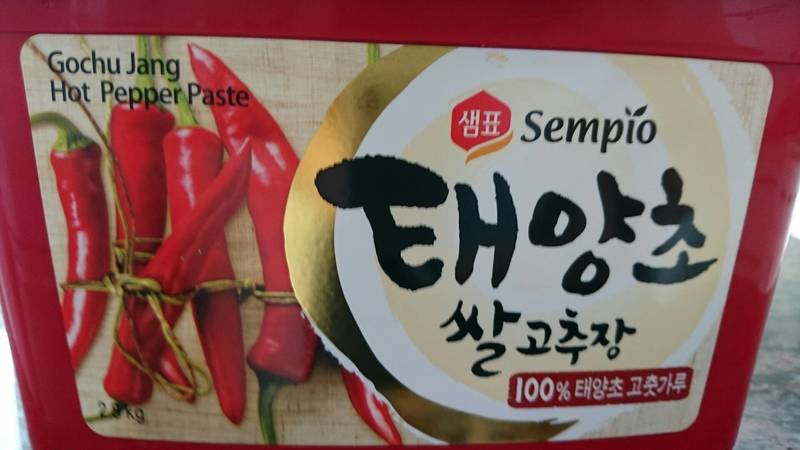 Gochu Jang
Hot Pepper Paste
샘표 Sempio
태양초
쌀고추장
100% 태양초 고춧가루
2.8kg